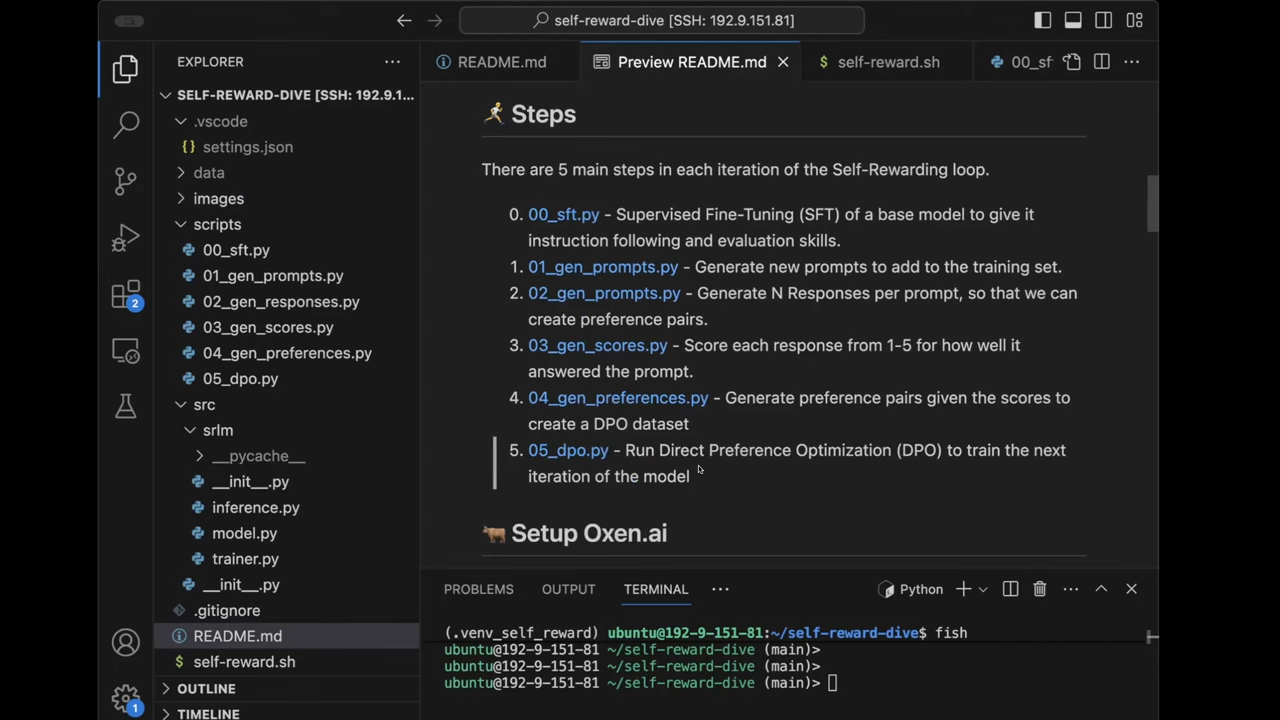 self-reward-dive [SSH: 192.9.151.81]
EXPLORER
README.md
Preview README.md
self-reward.sh
00_sf
SELF-REWARD-DIVE [SSH: 192.9.1...
.vscode
{} settings.json
data
images
scripts
00_sft.py
01_gen_prompts.py
02_gen_responses.py
03_gen_scores.py
04_gen_preferences.py
05_dpo.py
src
srlm
__pycache__
__init__.py
inference.py
model.py
trainer.py
__init__.py
.gitignore
README.md
$ self-reward.sh
OUTLINE
TIMELINE
2
1
Steps
There are 5 main steps in each iteration of the Self-Rewarding loop.
0. 00_sft.py - Supervised Fine-Tuning (SFT) of a base model to give it
instruction following and evaluation skills.
1. 01_gen_prompts.py - Generate new prompts to add to the training set.
2. 02_gen_prompts.py - Generate N Responses per prompt, so that we can
create preference pairs.
3. 03_gen_scores.py - Score each response from 1-5 for how well it
answered the prompt.
4. 04_gen_preferences.py - Generate preference pairs given the scores to
create a DPO dataset
5. 05_dpo.py - Run Direct Preference Optimization (DPO) to train the next
iteration of the model
Setup Oxen.ai
PROBLEMS OUTPUT TERMINAL ··· Python
(.venv_self_reward) ubuntu@192-9-151-81:~/self-reward-dive$ fish
ubuntu@192-9-151-81 ~/self-reward-dive (main)>
ubuntu@192-9-151-81 ~/self-reward-dive (main)>
ubuntu@192-9-151-81 ~/self-reward-dive (main)>